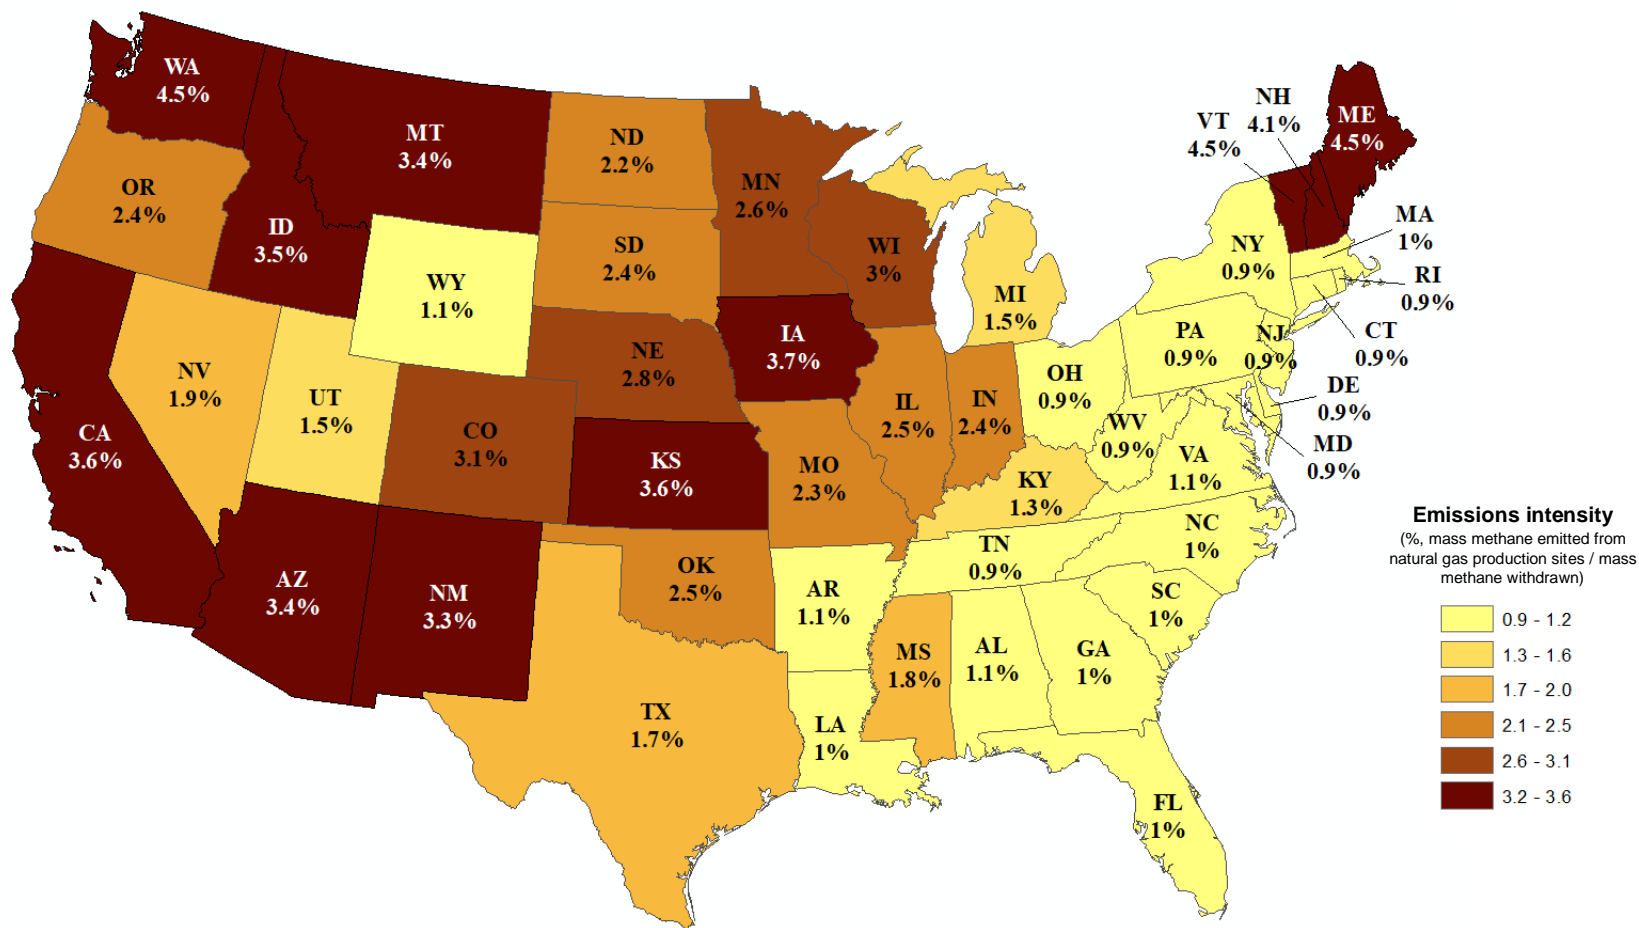 WA
4.5%
MT
3.4%
ND
2.2%
MN
2.6%
OR
2.4%
ID
3.5%
WY
1.1%
SD
2.4%
WI
3%
MI
1.5%
VT
4.5%
NH
4.1%
ME
4.5%
MA
1%
RI
0.9%
CT
0.9%
NY
0.9%
PA
0.9%
NJ
0.9%
DE
0.9%
MD
0.9%
CA
3.6%
NV
1.9%
UT
1.5%
CO
3.1%
NE
2.8%
IA
3.7%
KS
3.6%
MO
2.3%
IL
2.5%
IN
2.4%
OH
0.9%
WV
0.9%
VA
1.1%
KY
1.3%
TN
0.9%
NC
1%
SC
1%
AZ
3.4%
NM
3.3%
OK
2.5%
TX
1.7%
AR
1.1%
LA
1%
MS
1.8%
AL
1.1%
GA
1%
FL
1%
Emissions intensity
(%, mass methane emitted from
natural gas production sites / mass
methane withdrawn)
0.9 - 1.2
1.3 - 1.6
1.7 - 2.0
2.1 - 2.5
2.6 - 3.1
3.2 - 3.6